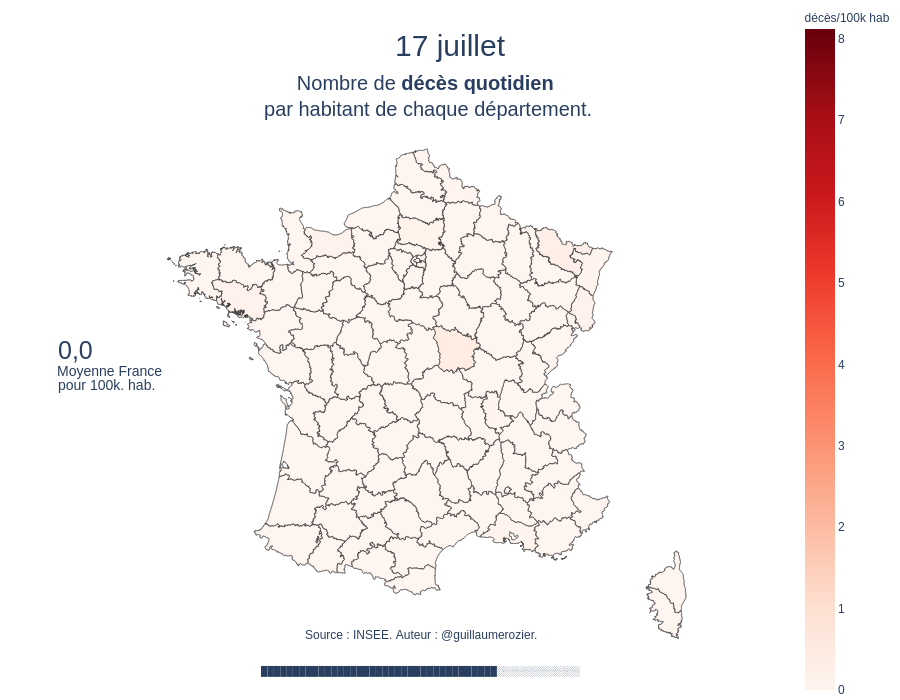 17 juillet
Nombre de décès quotidien
par habitant de chaque département.
décès/100k hab
8
7
6
5
4
3
2
1
0
0,0
Moyenne France
pour 100k. hab.
Source : INSEE. Auteur : @guillaumerozier.